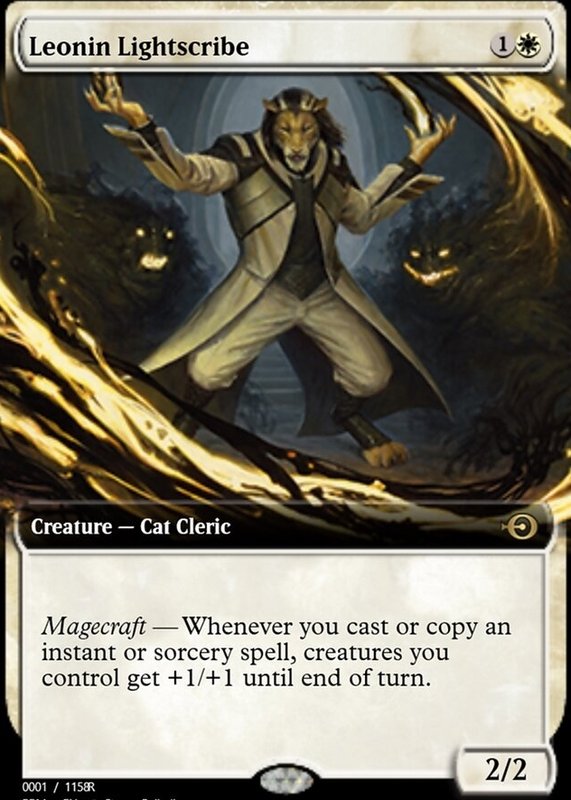 Leonin Lightscribe 1
Creature — Cat Cleric
Magecraft — Whenever you cast or copy an
instant or sorcery spell, creatures you
control get +1/+1 until end of turn.
2/2
0001 / 1158R